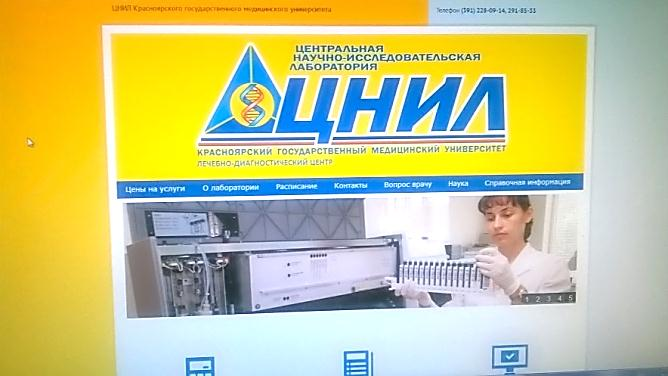 ЦНИЛ Красноярского государственного медицинского университета
Телефон (391) 228-09-14, 291-85-33
ЦЕНТРАЛЬНАЯ
НАУЧНО-ИССЛЕДОВАТЕЛЬСКАЯ
ЛАБОРАТОРИЯ
ЦНИЛ
КРАСНОЯРСКИЙ ГОСУДАРСТВЕННЫЙ МЕДИЦИНСКИЙ УНИВЕРСИТЕТ
ЛЕЧЕБНО-ДИАГНОСТИЧЕСКИЙ ЦЕНТР
Цены на услуги О лаборатории Расписание Контакты Вопрос врачу Наука Справочная информация
1 2 3 4 5